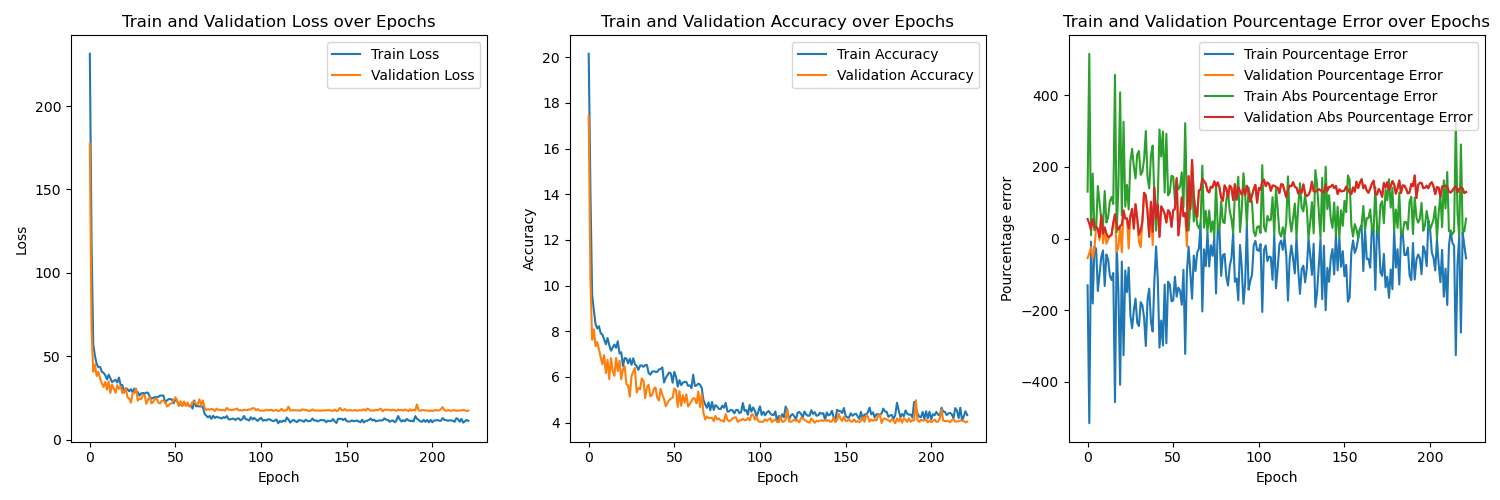 Train and Validation Loss over Epochs
Train Loss
Validation Loss
Loss
200
150
100
50
0
0 50 100 150 200
Epoch
Train and Validation Accuracy over Epochs
Train Accuracy
Validation Accuracy
Accuracy
20
18
16
14
12
10
8
6
4
0 50 100 150 200
Epoch
Train and Validation Pourcentage Error over Epochs
Train Pourcentage Error
Validation Pourcentage Error
Train Abs Pourcentage Error
Validation Abs Pourcentage Error
Pourcentage error
400
200
0
−200
−400
0 50 100 150 200
Epoch